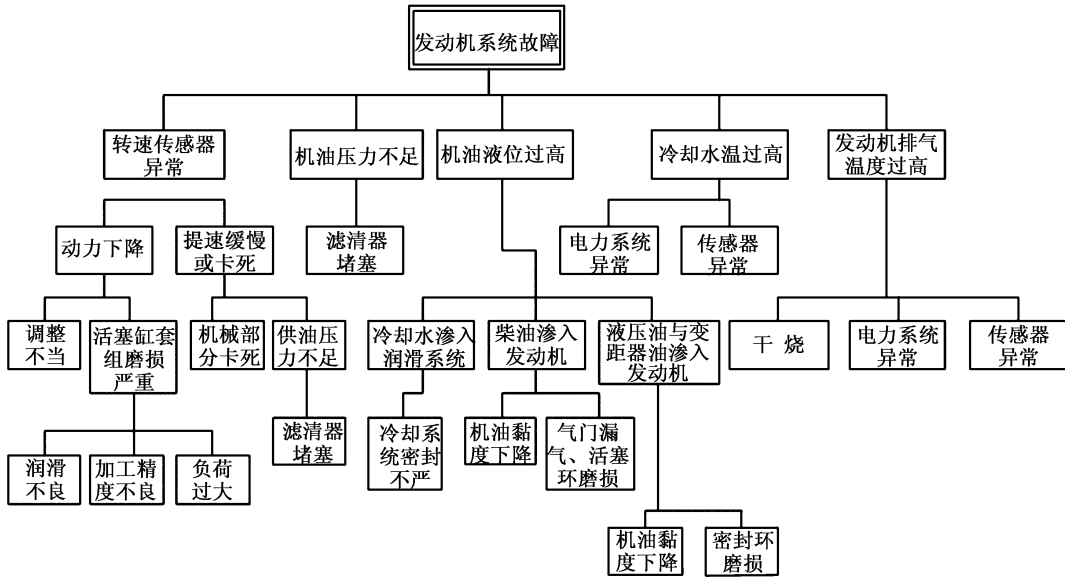 发动机系统故障
转速传感器
异常
机油压力不足
机油液位过高
冷却水温过高
发动机排气
温度过高
动力下降
提速缓慢
或卡死
滤清器
堵塞
电力系统
异常
传感器
异常
调整
不当
活塞缸套
组磨损
严重
机械部
分卡死
供油压
力不足
冷却水渗入
润滑系统
柴油渗入
发动机
液压油与变
距器油渗入
发动机
干 烧
电力系统
异常
传感器
异常
润滑
不良
加工精
度不良
负荷
过大
滤清器
堵塞
冷却系
统密封
不严
机油黏
度下降
气门漏
气、活塞
环磨损
机油黏
度下降
密封环
磨损